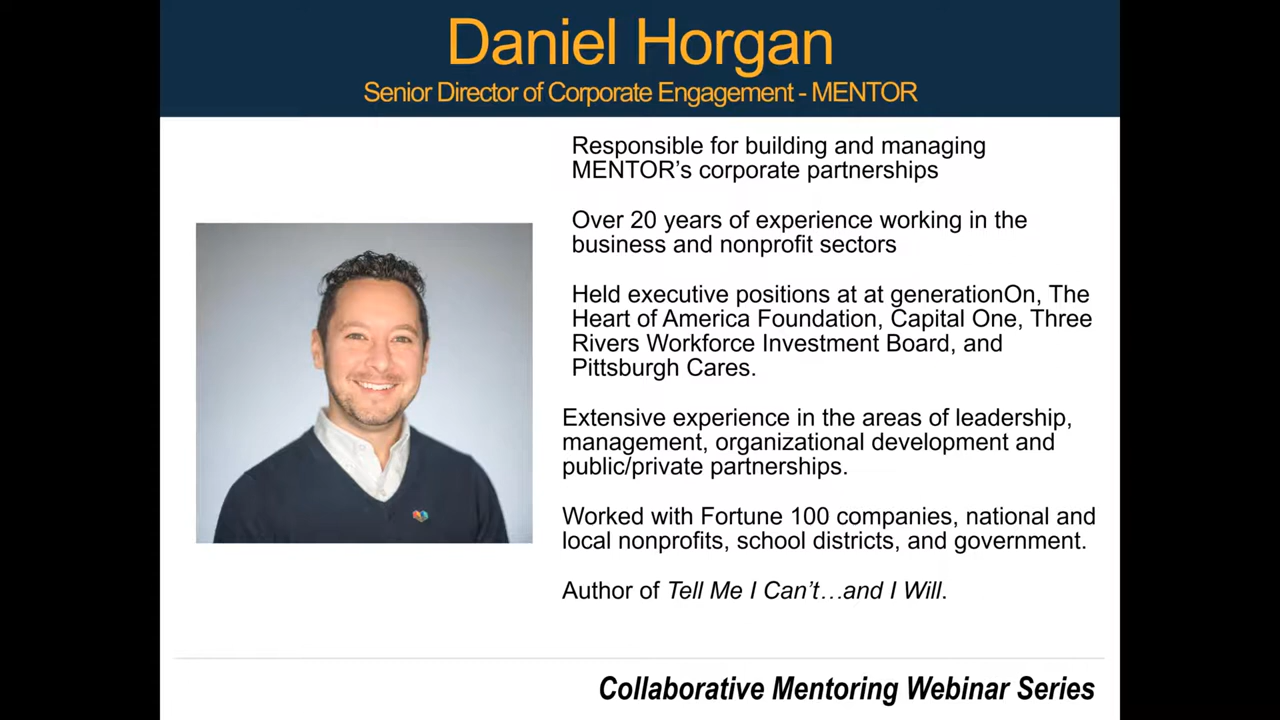 Daniel Horgan
Senior Director of Corporate Engagement - MENTOR
Responsible for building and managing
MENTOR’s corporate partnerships
Over 20 years of experience working in the
business and nonprofit sectors
Held executive positions at at generationOn, The
Heart of America Foundation, Capital One, Three
Rivers Workforce Investment Board, and
Pittsburgh Cares.
Extensive experience in the areas of leadership,
management, organizational development and
public/private partnerships.
Worked with Fortune 100 companies, national and
local nonprofits, school districts, and government.
Author of Tell Me I Can’t…and I Will.
Collaborative Mentoring Webinar Series